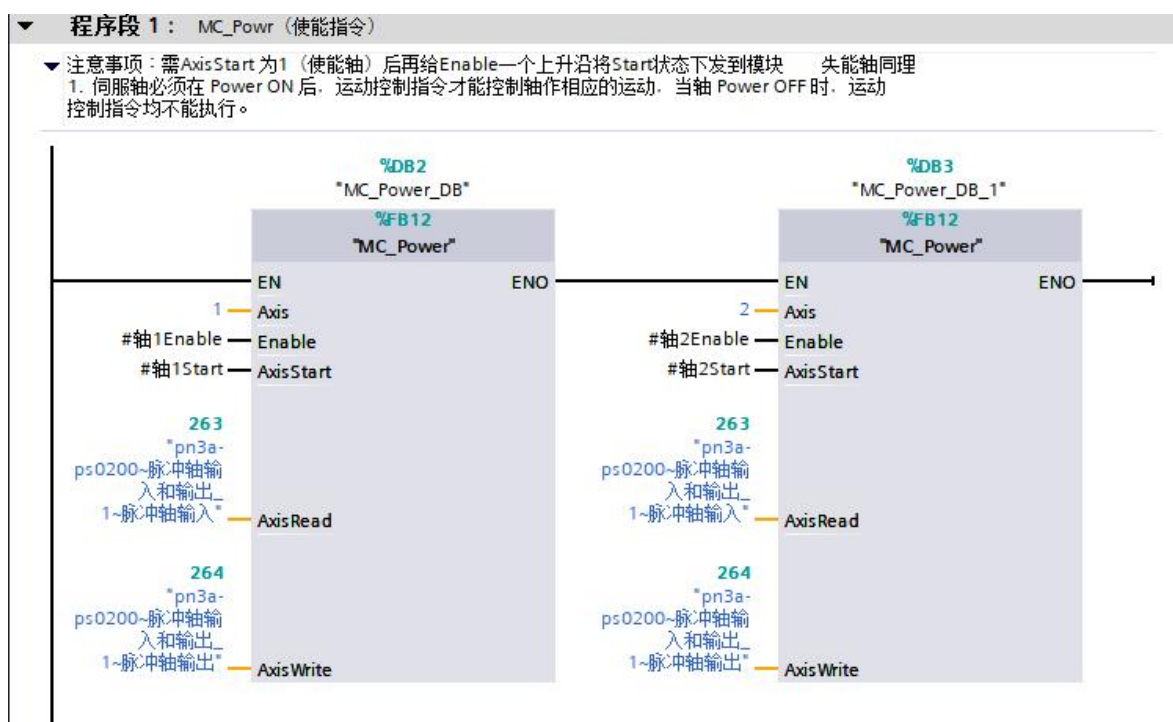 程序段 1： MC_Powr（使能指令）
注意事项：需AxisStart 为1（使能轴）后再给Enable一个上升沿将Start状态下发到模块 失能轴同理
1. 伺服轴必须在 Power ON 后，运动控制指令才能控制轴作相应的运动，当轴 Power OFF 时，运动
控制指令均不能执行。
%DB2
"MC_Power_DB"
%FB12
"MC_Power"
EN ENO
1 Axis
#轴1Enable Enable
#轴1Start AxisStart
263
"pn3a-
ps0200~脉冲轴输
入和输出_
1~脉冲轴输入" AxisRead
264
"pn3a-
ps0200~脉冲轴输
入和输出_
1~脉冲轴输出" AxisWrite
%DB3
"MC_Power_DB_1"
%FB12
"MC_Power"
EN ENO
2 Axis
#轴2Enable Enable
#轴2Start AxisStart
263
"pn3a-
ps0200~脉冲轴输
入和输出_
1~脉冲轴输入" AxisRead
264
"pn3a-
ps0200~脉冲轴输
入和输出_
1~脉冲轴输出" AxisWrite